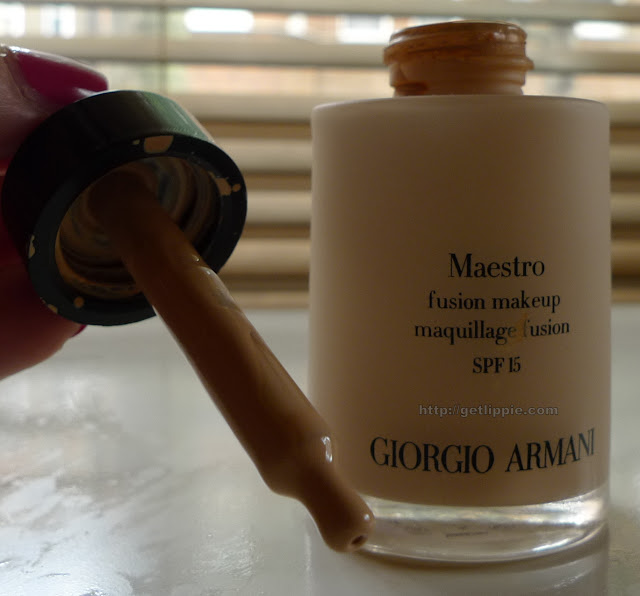 Maestro
fusion makeup
maquillage fusion
SPF 15
http://getlippie.com
GIORGIO ARMANI